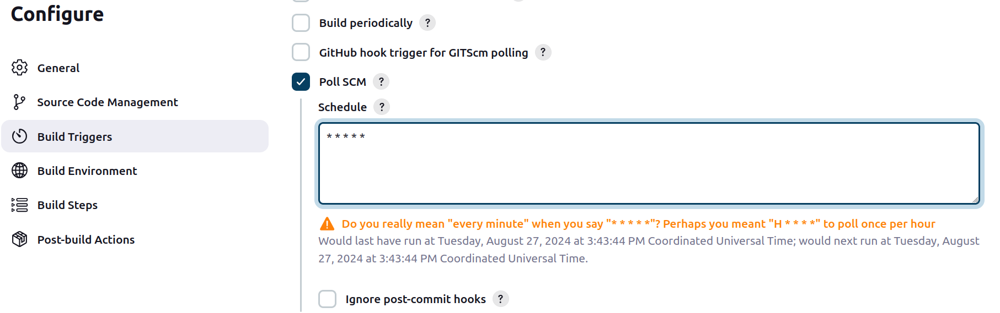 Configure
General
Source Code Management
Build Triggers
Build Environment
Build Steps
Post-build Actions
Build periodically ?
GitHub hook trigger for GITScm polling ?
Poll SCM ?
Schedule ?
* * * * *
Do you really mean "every minute" when you say "* * * * *"? Perhaps you meant "H * * * *" to poll once per hour
Would last have run at Tuesday, August 27, 2024 at 3:43:44 PM Coordinated Universal Time; would next run at Tuesday, August
27, 2024 at 3:43:44 PM Coordinated Universal Time.
Ignore post-commit hooks ?